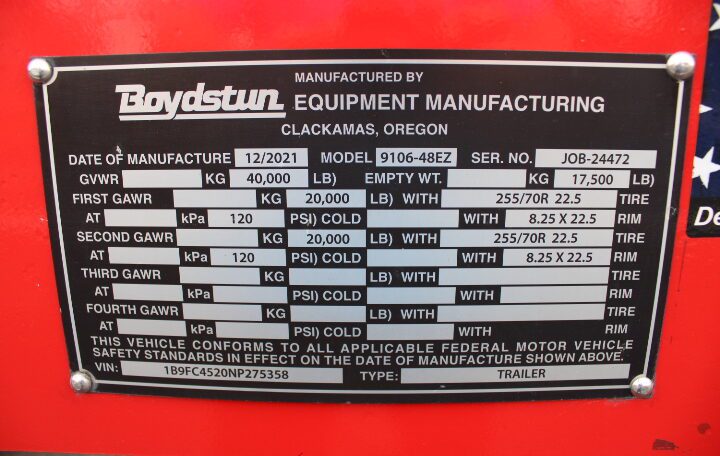 MANUFACTURED BY
Boydstun EQUIPMENT MANUFACTURING
CLACKAMAS, OREGON
DATE OF MANUFACTURE 12/2021 MODEL 9106-48EZ SER. NO. JOB-24472
GVWR KG 40,000 LB) EMPTY WT. KG 17,500 LB)
FIRST GAWR KG 20,000 LB) WITH 255/70R 22.5 TIRE
AT kPa 120 PSI) COLD WITH 8.25 X 22.5 RIM
SECOND GAWR KG 20,000 LB) WITH 255/70R 22.5 TIRE
AT kPa 120 PSI) COLD WITH 8.25 X 22.5 RIM
THIRD GAWR KG LB) WITH TIRE
AT kPa PSI) COLD WITH RIM
FOURTH GAWR KG LB) WITH TIRE
AT kPa PSI) COLD WITH RIM
THIS VEHICLE CONFORMS TO ALL APPLICABLE FEDERAL MOTOR VEHICLE
SAFETY STANDARDS IN EFFECT ON THE DATE OF MANUFACTURE SHOWN ABOVE.
VIN: 1B9FC4520NP275358 TYPE: TRAILER